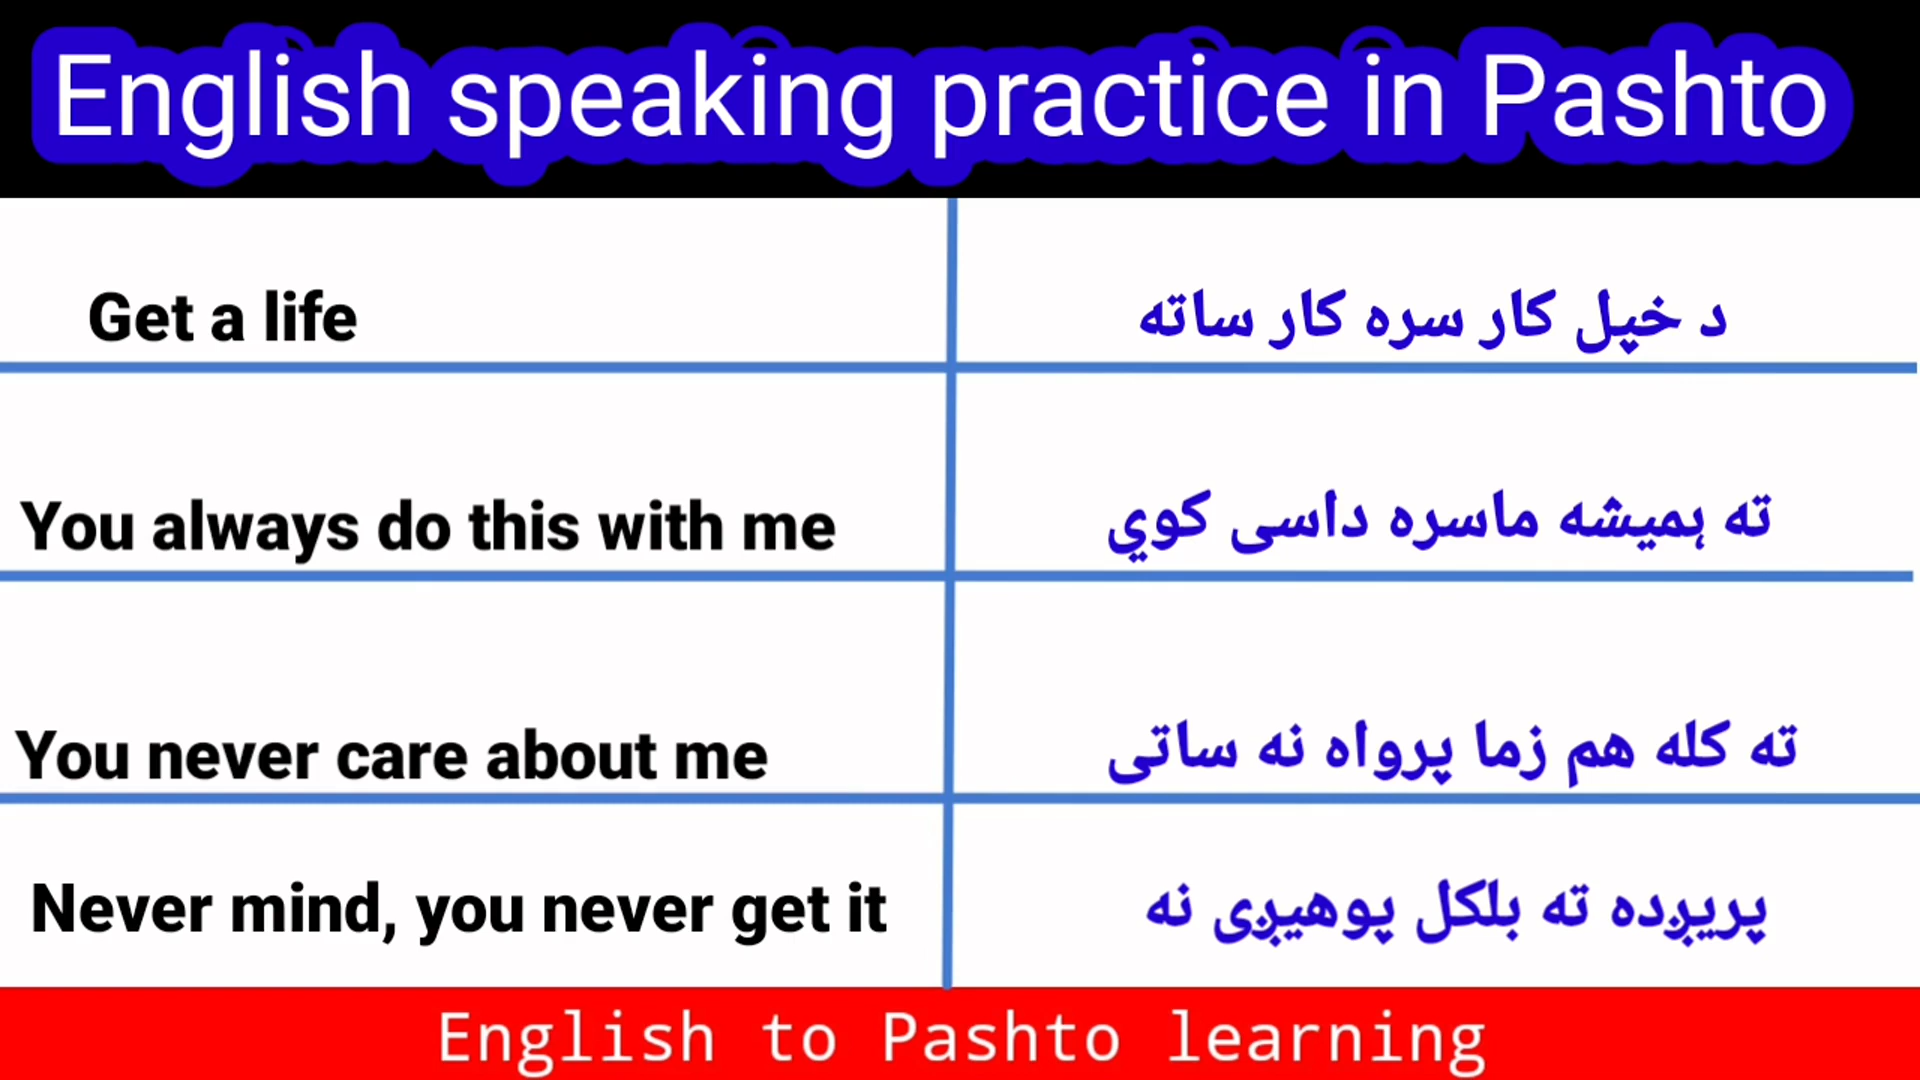 English speaking practice in Pashto
Get a life
د خپل کار سره کار ساته
You always do this with me
ته ہمیشه ماسره داسی کوي
You never care about me
ته کله هم زما پرواه نه ساتی
Never mind, you never get it
پریږده ته بلکل پوهیږی نه
English to Pashto learning